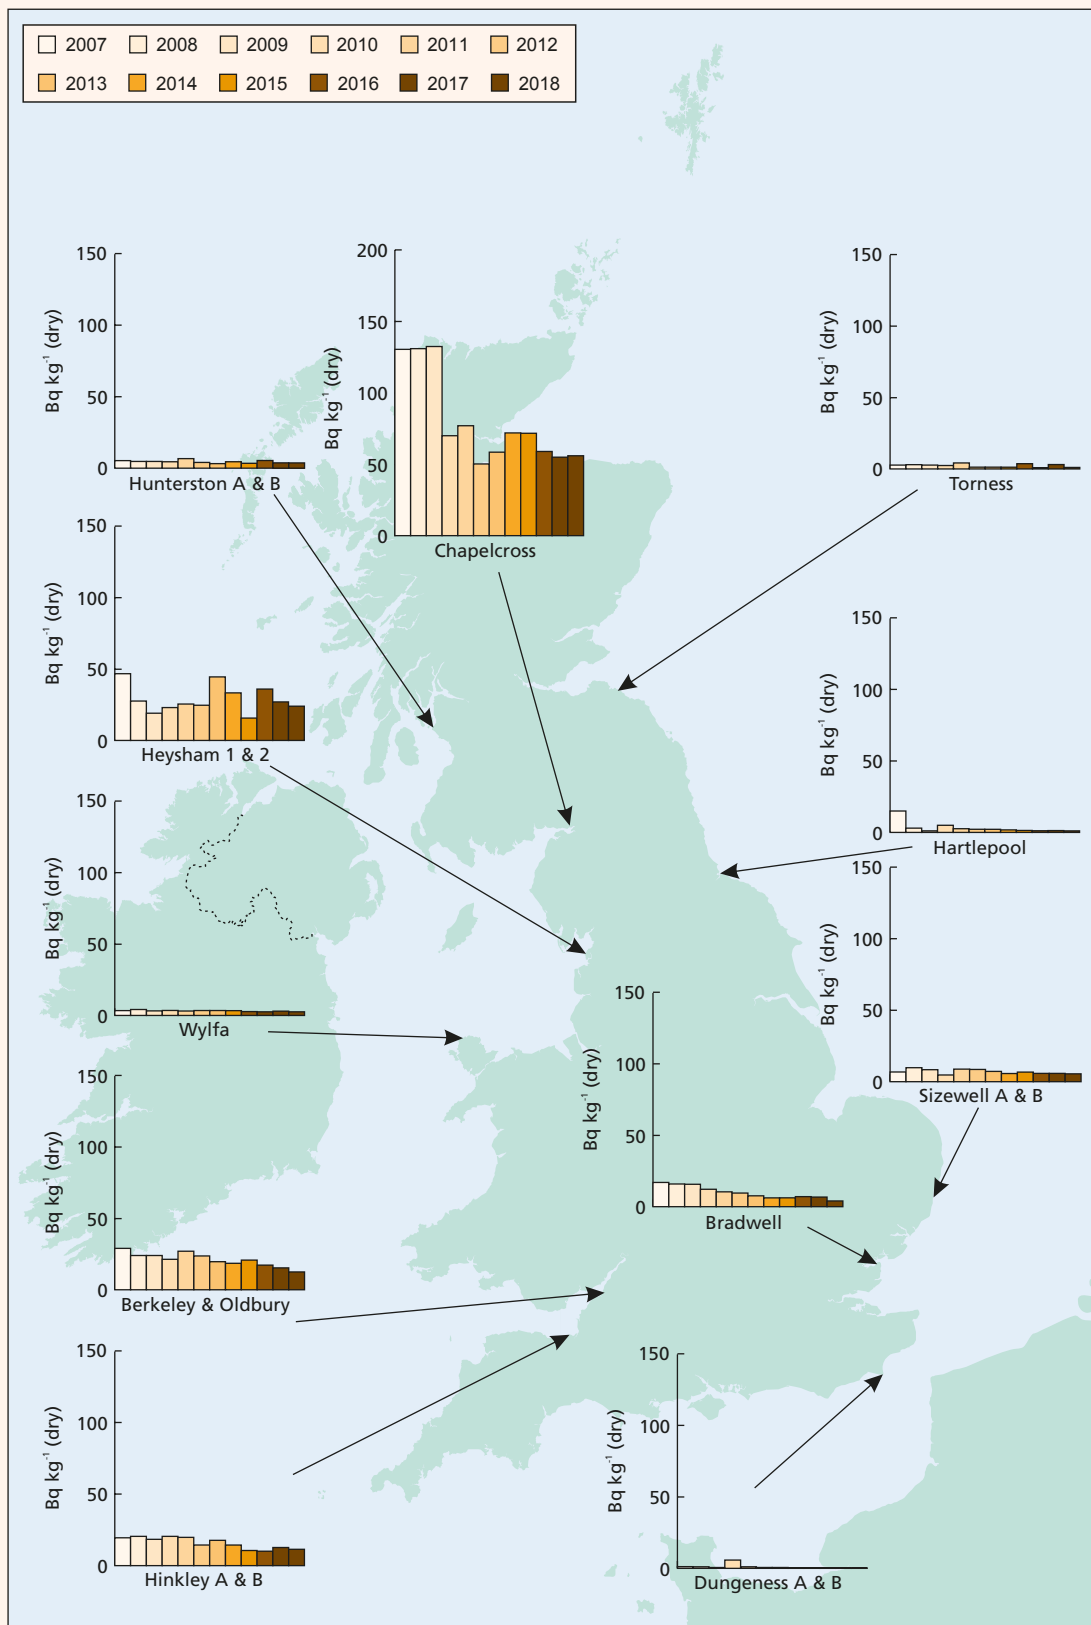 2007 2008 2009 2010 2011 2012
2013 2014 2015 2016 2017 2018
150
100
50
0
Bq kg⁻¹ (dry)
Hunterston A & B
200
150
100
50
0
Bq kg⁻¹ (dry)
Chapelcross
150
100
50
0
Bq kg⁻¹ (dry)
Torness
150
100
50
0
Bq kg⁻¹ (dry)
Heysham 1 & 2
150
100
50
0
Bq kg⁻¹ (dry)
Hartlepool
150
100
50
0
Bq kg⁻¹ (dry)
Wylfa
150
100
50
0
Bq kg⁻¹ (dry)
Sizewell A & B
150
100
50
0
Bq kg⁻¹ (dry)
Bradwell
150
100
50
0
Bq kg⁻¹ (dry)
Berkeley & Oldbury
150
100
50
0
Bq kg⁻¹ (dry)
Hinkley A & B
150
100
50
0
Bq kg⁻¹ (dry)
Dungeness A & B